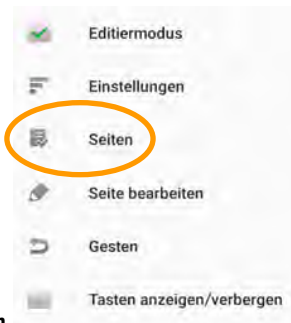 Editiermodus
Einstellungen
Seiten
Seite bearbeiten
Gesten
Tasten anzeigen/verbergen